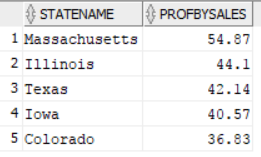 STATENAME PROFBYSALES
1 Massachusetts 54.87
2 Illinois 44.1
3 Texas 42.14
4 Iowa 40.57
5 Colorado 36.83